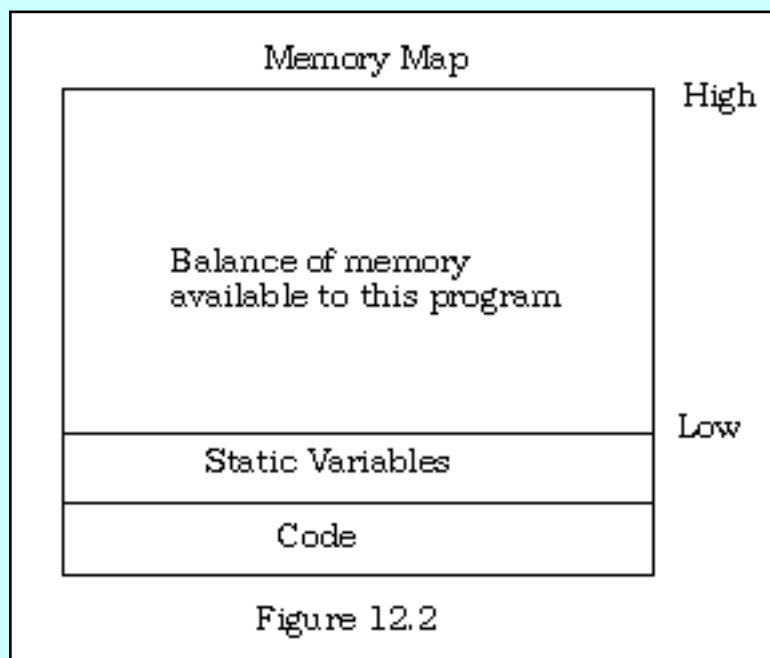 Memory Map
High
Balance of memory
available to this program
Low
Static Variables
Code
Figure 12.2